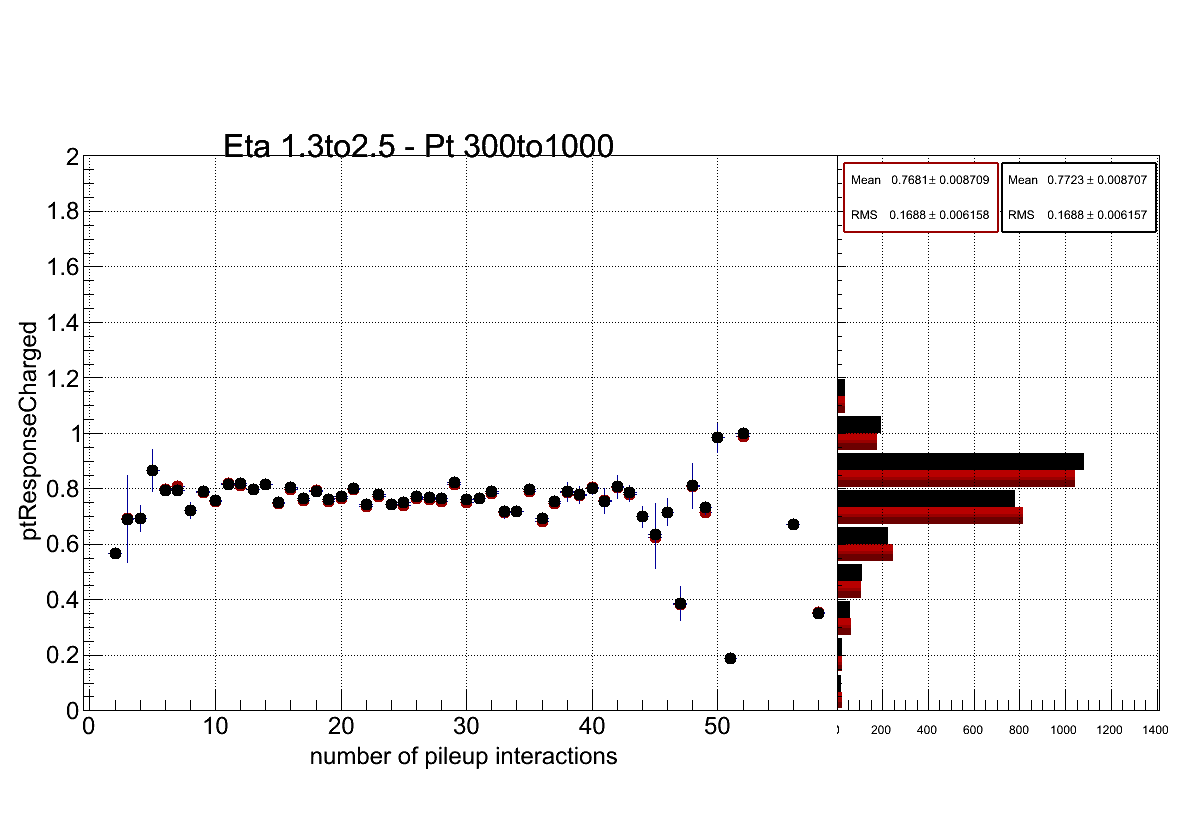 Eta 1.3to2.5 - Pt 300to1000
2
1.8
1.6
1.4
1.2
1
0.8
0.6
0.4
0.2
0
ptResponseCharged
0 10 20 30 40 50
number of pileup interactions
Mean 0.7681 ± 0.008709
RMS 0.1688 ± 0.006158
Mean 0.7723 ± 0.008707
RMS 0.1688 ± 0.006157
200 400 600 800 1000 1200 1400